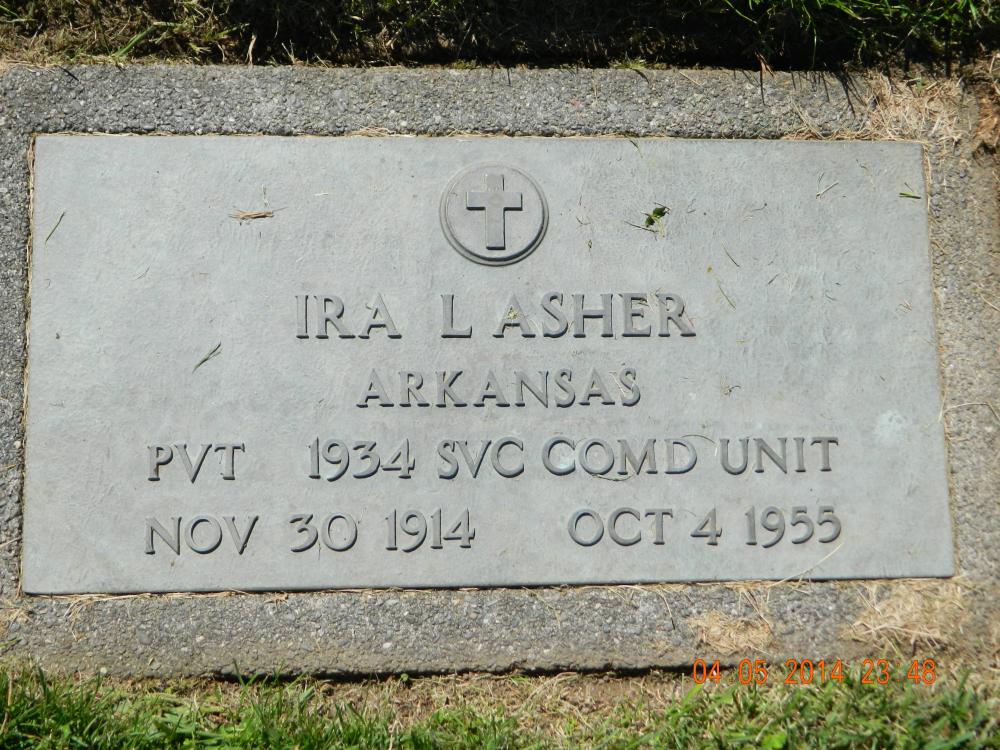 IRA L ASHER
ARKANSAS
PVT 1934 SVC COMD UNIT
NOV 30 1914 OCT 4 1955
04 05 2014 23 48